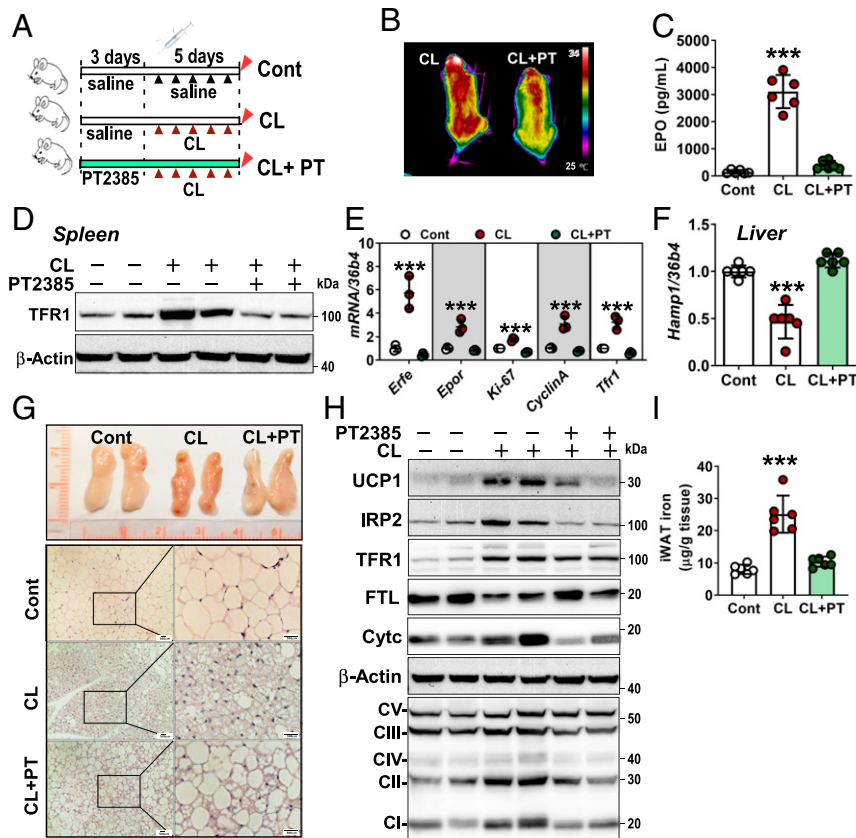 A
3 days 5 days
saline saline
Cont
saline CL
CL
PT2385 CL
CL+ PT
B
CL CL+PT
25 °C
C
EPO (pg/mL)
6000
5000
4000
3000
2000
1000
0
***
Cont CL CL+PT
D
Spleen
CL − − + + + +
PT2385 − − − − + +
kDa
TFR1
100
β-Actin
40
E
Cont CL CL+PT
mRNA/36b4
10
8
6
4
2
0
*** *** *** *** ***
Erfe Epor Ki-67 CyclinA Tfr1
F
Liver
Hamp1/36b4
1.5
1.0
0.5
0.0
***
Cont CL CL+PT
G
Cont CL CL+PT
Cont
CL
CL+PT
H
PT2385 − − − − + +
CL − − + + + +
kDa
UCP1
30
IRP2
100
TFR1
100
FTL
20
Cytc
20
β-Actin
40
CV-
50
CIII-
CIV
40
CII-
30
CI
20
I
iWAT iron
(μg/g tissue)
40
30
20
10
0
***
Cont CL CL+PT